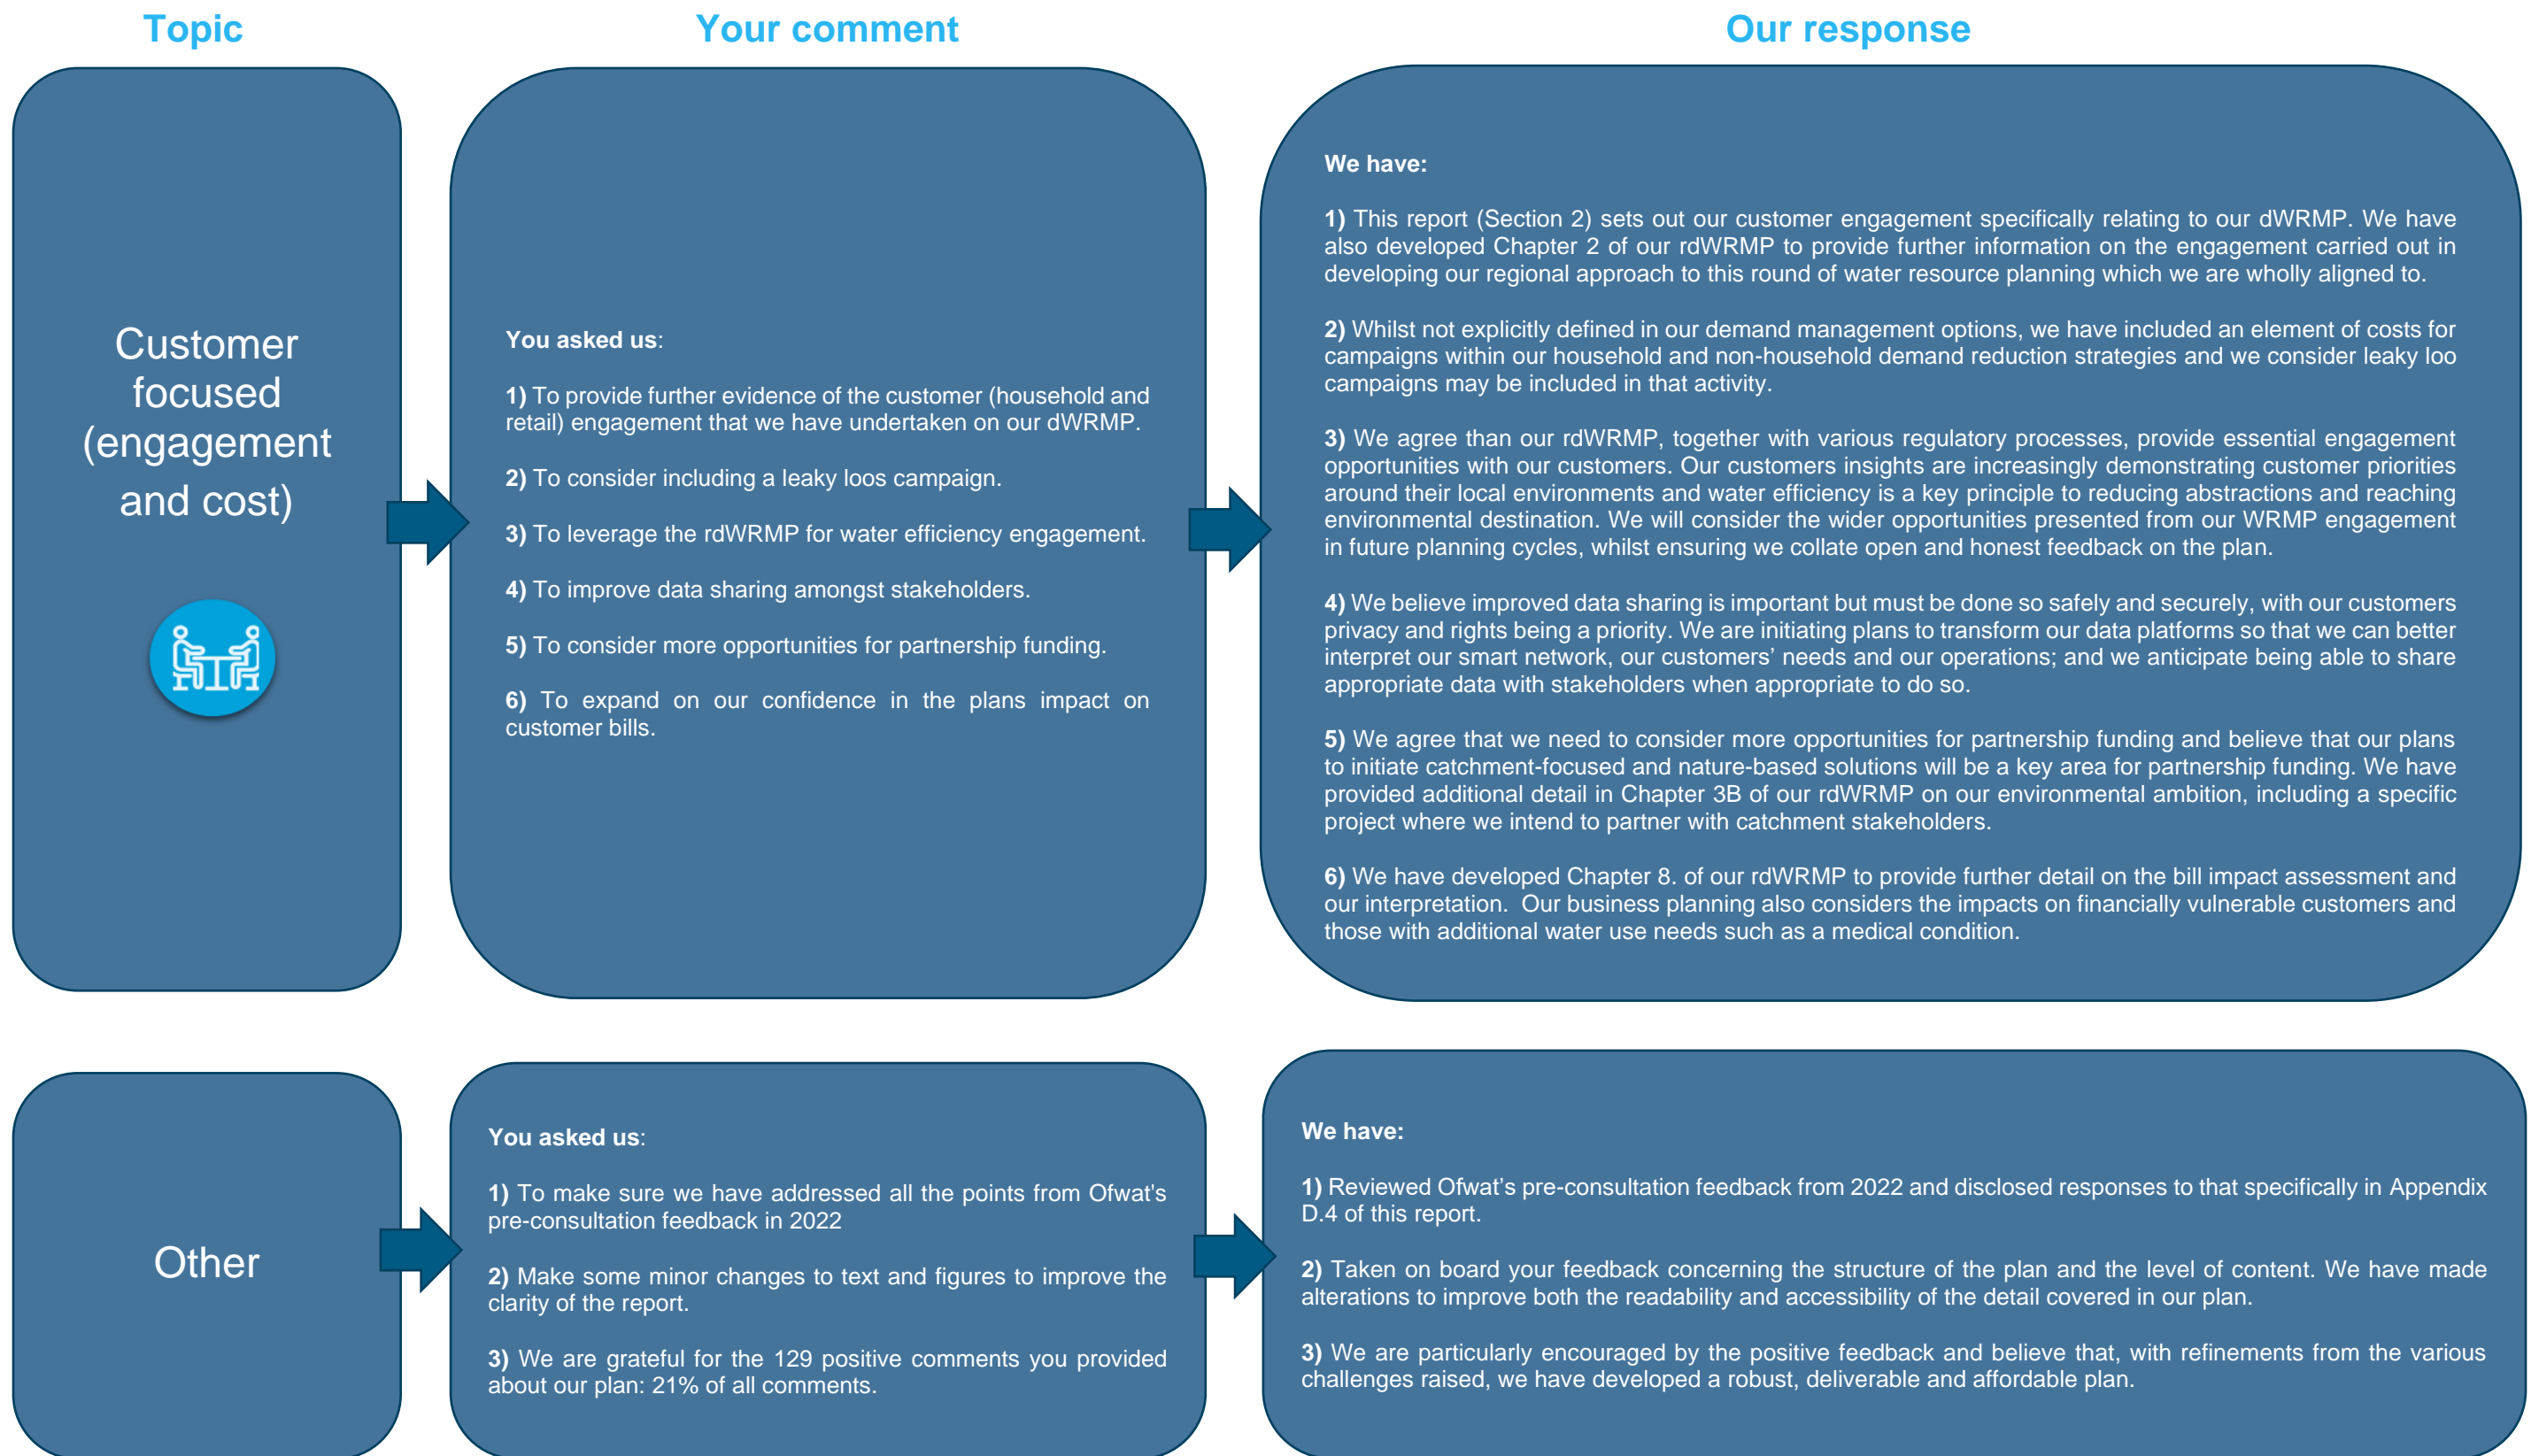 Topic
Your comment
Our response
Customer
focused
(engagement
and cost)
You asked us:
1) To provide further evidence of the customer (household and
retail) engagement that we have undertaken on our dWRMP.
2) To consider including a leaky loos campaign.
3) To leverage the rdWRMP for water efficiency engagement.
4) To improve data sharing amongst stakeholders.
5) To consider more opportunities for partnership funding.
6) To expand on our confidence in the plans impact on
customer bills.
We have:
1) This report (Section 2) sets out our customer engagement specifically relating to our dWRMP. We have
also developed Chapter 2 of our rdWRMP to provide further information on the engagement carried out in
developing our regional approach to this round of water resource planning which we are wholly aligned to.
2) Whilst not explicitly defined in our demand management options, we have included an element of costs for
campaigns within our household and non-household demand reduction strategies and we consider leaky loo
campaigns may be included in that activity.
3) We agree than our rdWRMP, together with various regulatory processes, provide essential engagement
opportunities with our customers. Our customers insights are increasingly demonstrating customer priorities
around their local environments and water efficiency is a key principle to reducing abstractions and reaching
environmental destination. We will consider the wider opportunities presented from our WRMP engagement
in future planning cycles, whilst ensuring we collate open and honest feedback on the plan.
4) We believe improved data sharing is important but must be done so safely and securely, with our customers
privacy and rights being a priority. We are initiating plans to transform our data platforms so that we can better
interpret our smart network, our customers' needs and our operations; and we anticipate being able to share
appropriate data with stakeholders when appropriate to do so.
5) We agree that we need to consider more opportunities for partnership funding and believe that our plans
to initiate catchment-focused and nature-based solutions will be a key area for partnership funding. We have
provided additional detail in Chapter 3B of our rdWRMP on our environmental ambition, including a specific
project where we intend to partner with catchment stakeholders.
6) We have developed Chapter 8. of our rdWRMP to provide further detail on the bill impact assessment and
our interpretation. Our business planning also considers the impacts on financially vulnerable customers and
those with additional water use needs such as a medical condition.
Other
You asked us:
1) To make sure we have addressed all the points from Ofwat's
pre-consultation feedback in 2022
2) Make some minor changes to text and figures to improve the
clarity of the report.
3) We are grateful for the 129 positive comments you provided
about our plan: 21% of all comments.
We have:
1) Reviewed Ofwat's pre-consultation feedback from 2022 and disclosed responses to that specifically in Appendix
D.4 of this report.
2) Taken on board your feedback concerning the structure of the plan and the level of content. We have made
alterations to improve both the readability and accessibility of the detail covered in our plan.
3) We are particularly encouraged by the positive feedback and believe that, with refinements from the various
challenges raised, we have developed a robust, deliverable and affordable plan.